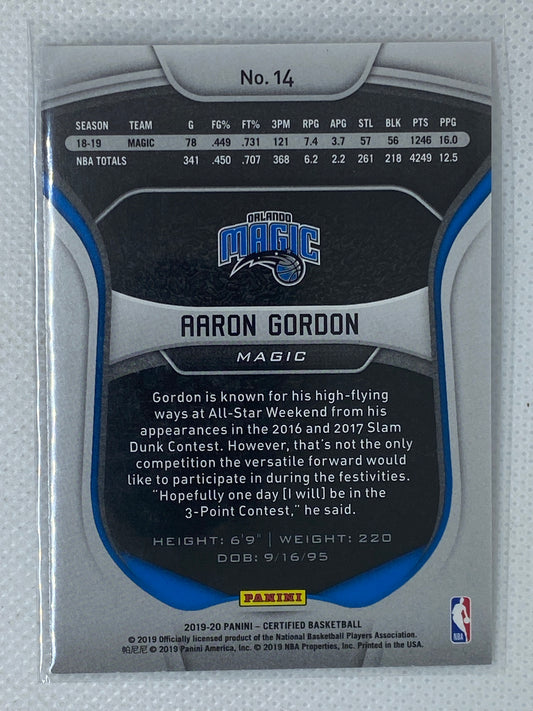 No. 14
SEASON TEAM G FG% FT% 3PM RPG APG STL BLK PTS PPG
18-19 MAGIC 78 .449 .731 121 7.4 3.7 57 56 1246 16.0
NBA TOTALS 341 .450 .707 368 6.2 2.2 261 218 4249 12.5
ORLANDO
MAGIC
AARON GORDON
MAGIC
Gordon is known for his high-flying
ways at All-Star Weekend from his
appearances in the 2016 and 2017 Slam
Dunk Contest. However, that's not the only
competition the versatile forward would
like to participate in during the festivities.
"Hopefully one day [I will] be in the
3-Point Contest," he said.
HEIGHT: 6'9" | WEIGHT: 220
DOB: 9/16/95
PANINI
2019-20 PANINI – CERTIFIED BASKETBALL
© 2019 Officially licensed product of the National Basketball Players Association.
帕尼尼 © 2019 Panini America, Inc. © 2019 NBA Properties, Inc. Printed in the USA.
NBA